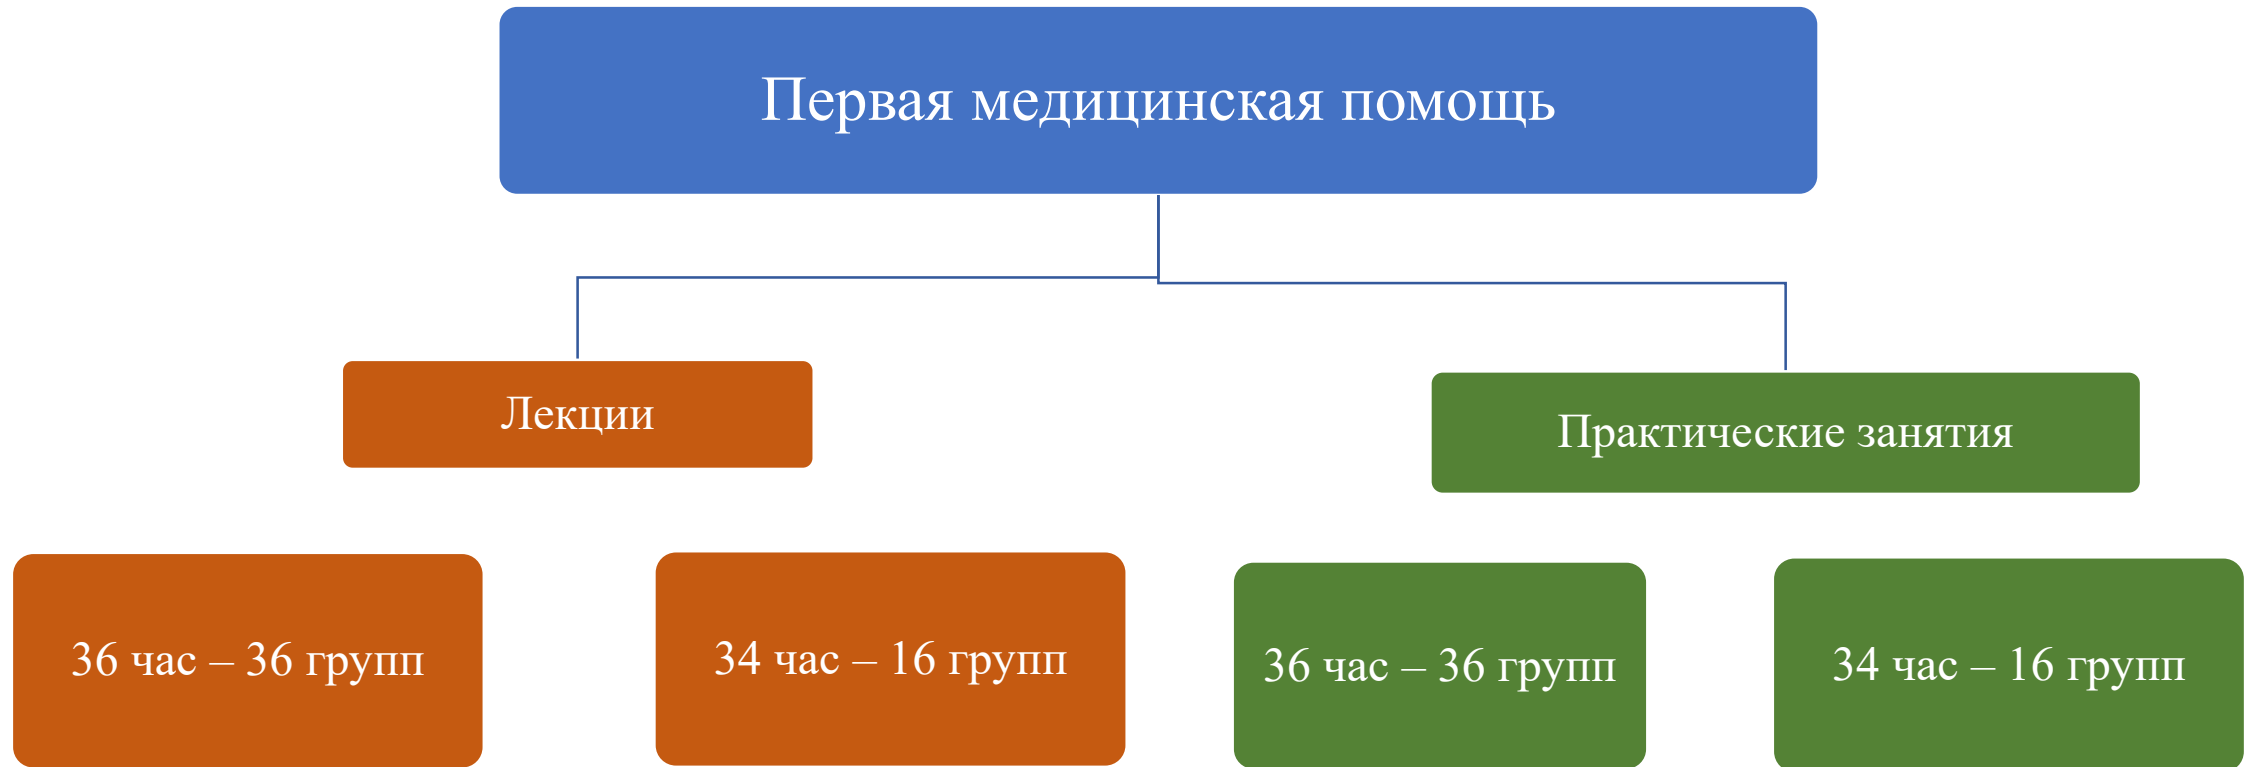 Первая медицинская помощь
Лекции
Практические занятия
36 час – 36 групп
34 час – 16 групп
36 час – 36 групп
34 час – 16 групп